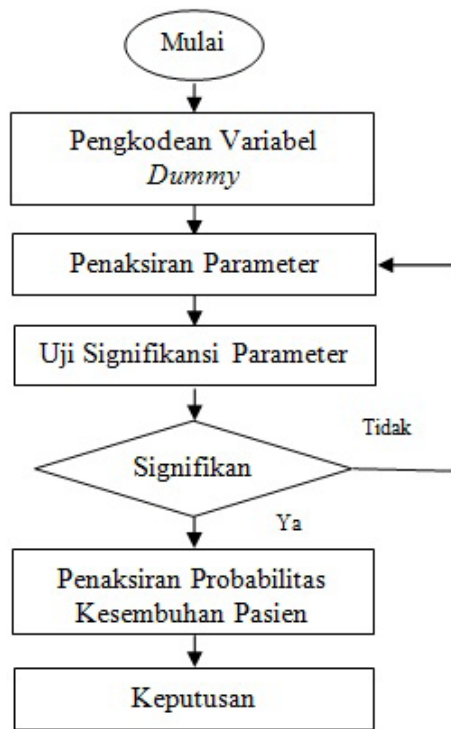 Mulai
Pengkodean Variabel
Dummy
Penaksiran Parameter
Uji Signifikansi Parameter
Tidak
Signifikan
Ya
Penaksiran Probabilitas
Kesembuhan Pasien
Keputusan